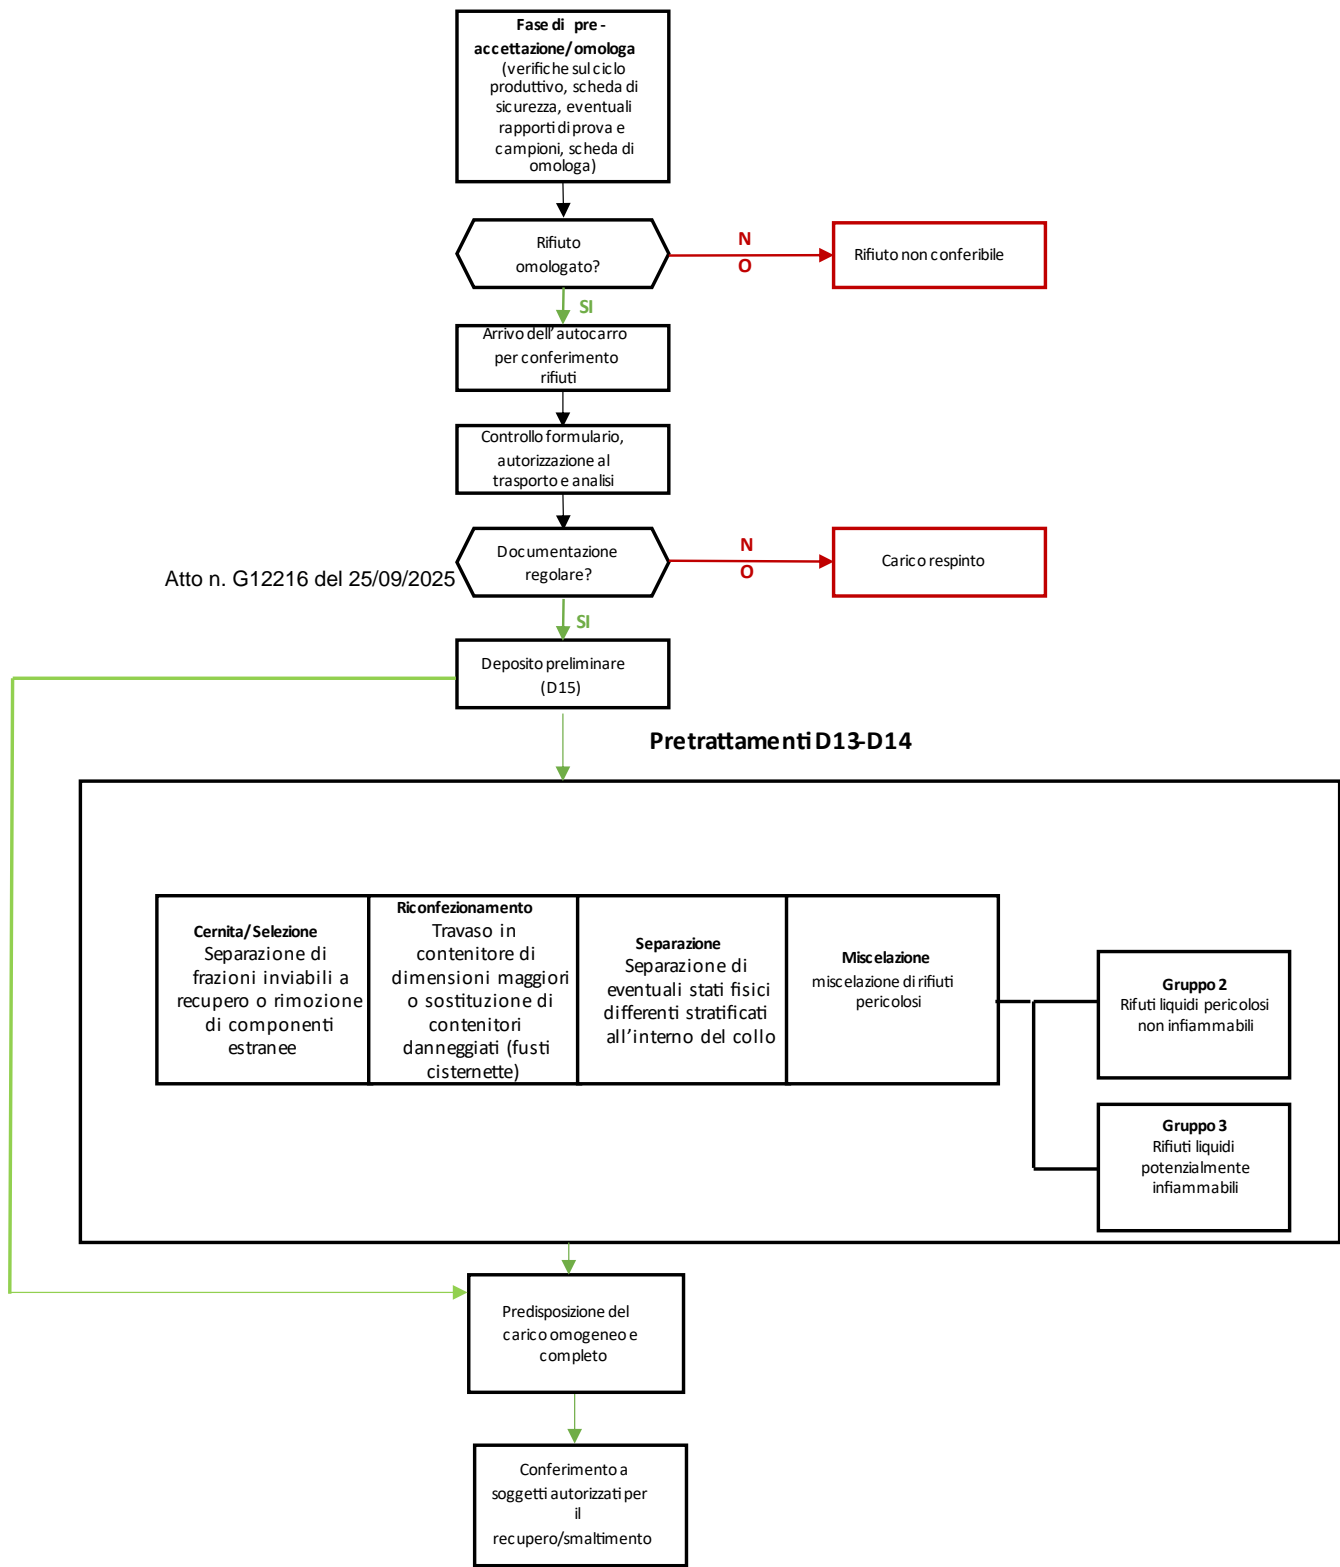 Fase di pre-
accettazione/omologa
(verifiche sul ciclo
produttivo, scheda di
sicurezza, eventuali
rapporti di prova e
campioni, scheda di
omologa)
Rifiuto
omologato?
N
O
Rifiuto non conferibile
SI
Arrivo dell'autocarro
per conferimento
rifiuti
Controllo formulario,
autorizzazione al
trasporto e analisi
Documentazione
regolare?
N
O
Carico respinto
Atto n. G12216 del 25/09/2025
SI
Deposito preliminare
(D15)
Pretrattamenti D13-D14
Cernita/Selezione
Separazione di
frazioni inviabili a
recupero o rimozione
di componenti
estranee
Riconfezionamento
Travaso in
contenitore di
dimensioni maggiori
o sostituzione di
contenitori
danneggiati (fusti
cisternette)
Separazione
Separazione di
eventuali stati fisici
differenti stratificati
all'interno del collo
Miscelazione
miscelazione di rifiuti
pericolosi
Gruppo 2
Rifuti liquidi pericolosi
non infiammabili
Gruppo 3
Rifiuti liquidi
potenzialmente
infiammabili
Predisposizione del
carico omogeneo e
completo
Conferimento a
soggetti autorizzati per
il
recupero/smaltimento